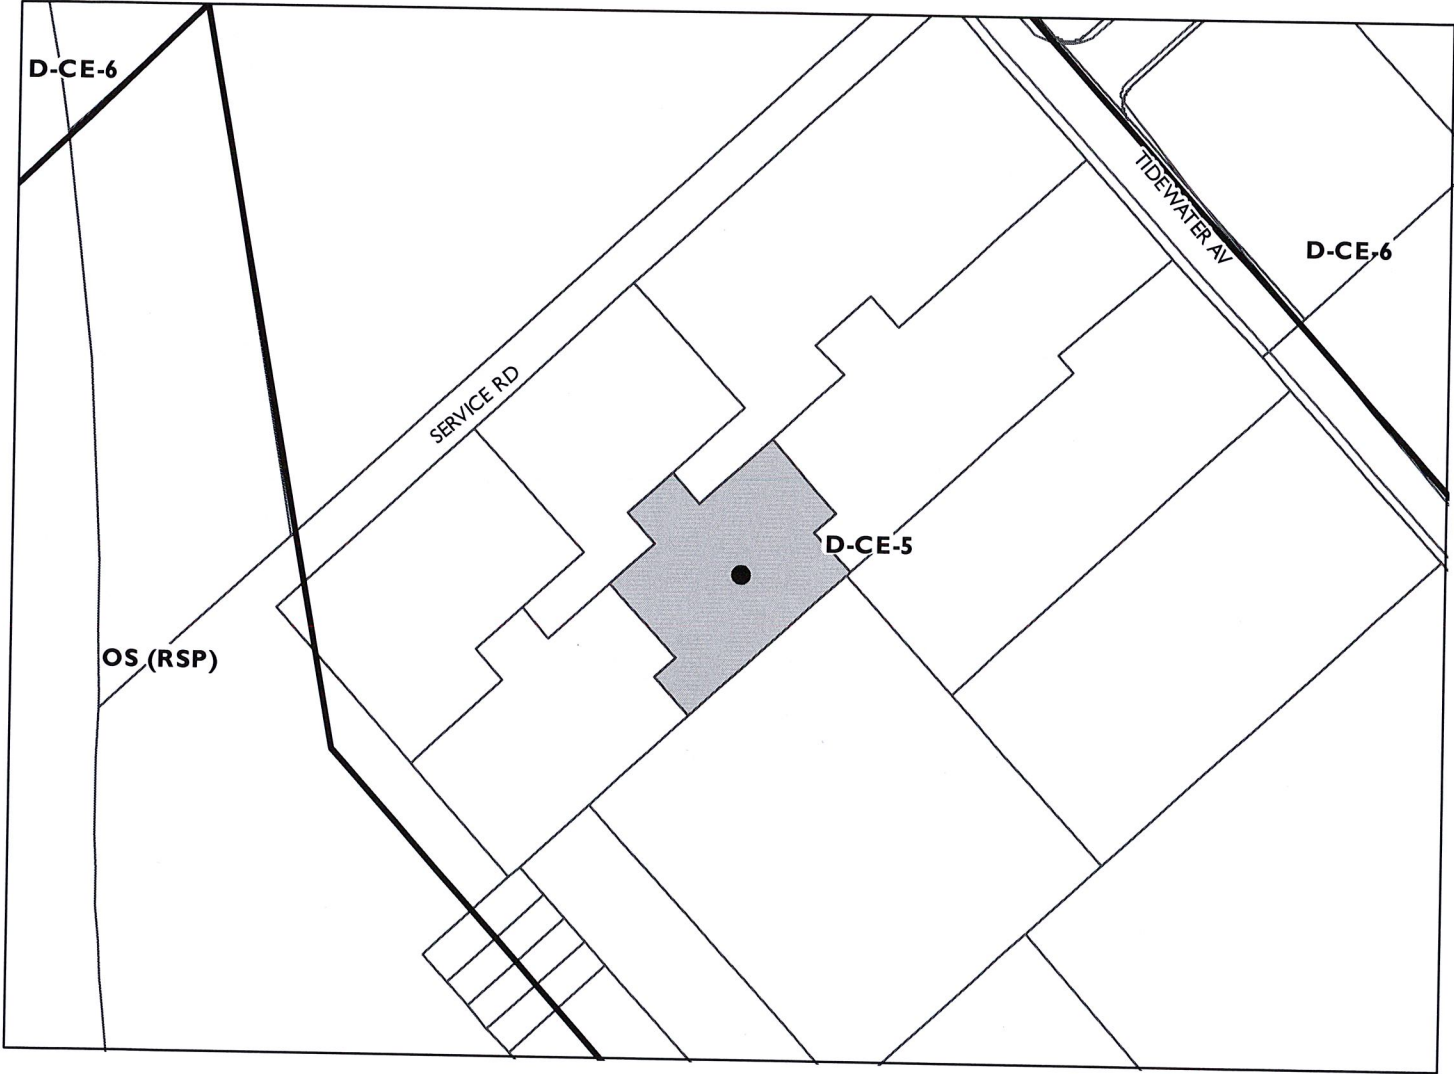 D-CE-6
TIDEWATER AV
D-CE-6
SERVICE RD
D-CE-5
OS (RSP)